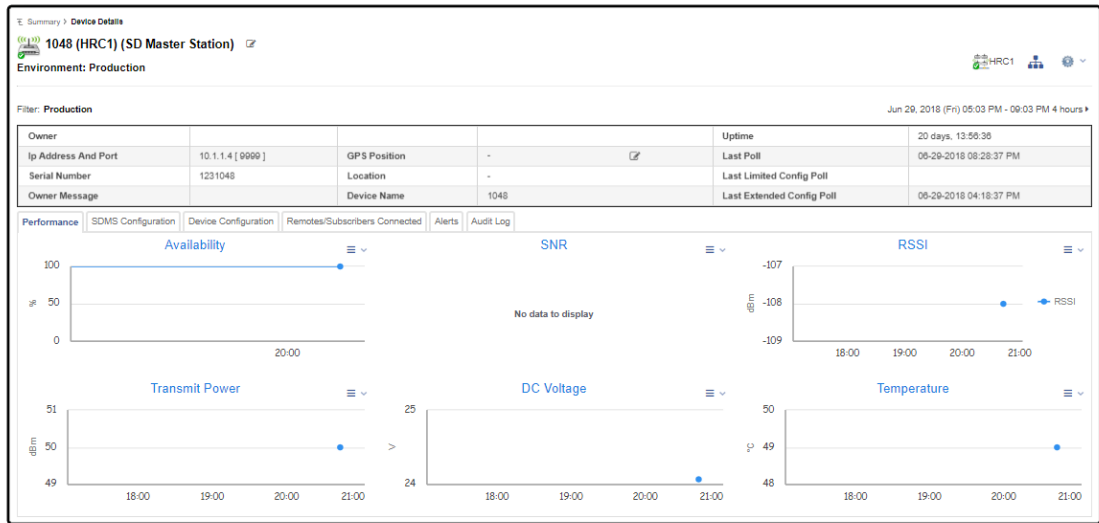 Summary > Device Details
1048 (HRC1) (SD Master Station)
Environment: Production
HRC1
Filter: Production
Jun 29, 2018 (Fri) 05:03 PM - 09:03 PM 4 hours
Owner Uptime 20 days, 13:56:36
Ip Address And Port 10.1.1.4 [ 9999 ] GPS Position - Last Poll 06-29-2018 08:28:37 PM
Serial Number 1231048 Location - Last Limited Config Poll
Owner Message Device Name 1048 Last Extended Config Poll 06-29-2018 04:18:37 PM
Performance SDMS Configuration Device Configuration Remotes/Subscribers Connected Alerts Audit Log
Availability
100
50
0
%
20:00
SNR
No data to display
RSSI
-107
-108
-109
dBm
RSSI
18:00 19:00 20:00 21:00
Transmit Power
51
50
49
dBm
18:00 19:00 20:00 21:00
DC Voltage
25
24
V
18:00 19:00 20:00 21:00
Temperature
50
49
48
°C
18:00 19:00 20:00 21:00